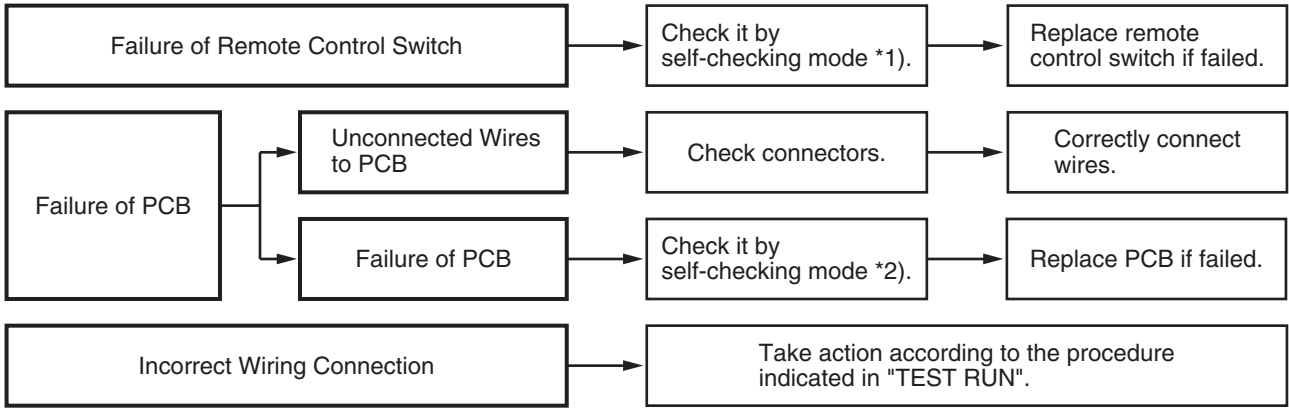 Failure of Remote Control Switch
Check it by
self-checking mode *1).
Replace remote
control switch if failed.
Failure of PCB
Unconnected Wires
to PCB
Check connectors.
Correctly connect
wires.
Failure of PCB
Check it by
self-checking mode *2).
Replace PCB if failed.
Incorrect Wiring Connection
Take action according to the procedure
indicated in "TEST RUN".